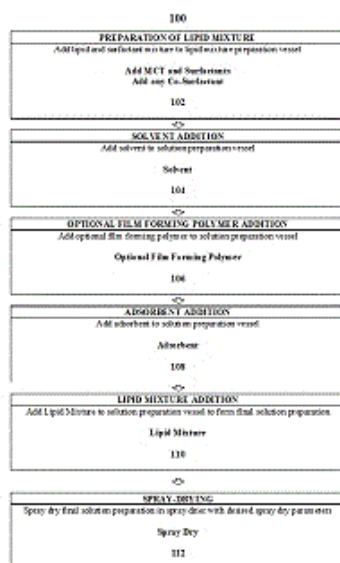 100
PREPARATION OF LIPID MIXTURE
Add lipid and surfactant mixture to lipid mixture preparation vessel
Add MCT and Surfactants
Add any Co-Surfactant
102
SOLVENT ADDITION
Add solvent to solution preparation vessel
Solvent
104
OPTIONAL FILM FORMING POLYMER ADDITION
Add optional film forming polymer to solution preparation vessel
Optional Film Forming Polymer
106
ADSORBENT ADDITION
Add adsorbent to solution preparation vessel
Adsorbent
108
LIPID MIXTURE ADDITION
Add Lipid Mixture to solution preparation vessel to form final solution preparation
Lipid Mixture
110
SPRAY-DRYING
Spray dry final solution preparation in spray drier with desired spray dry parameters
Spray Dry
112